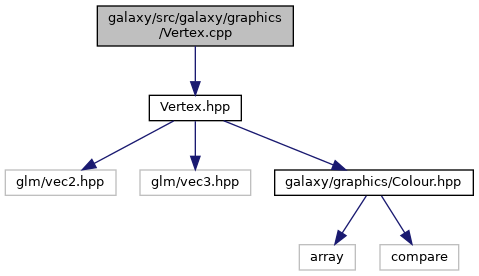 galaxy/src/galaxy/graphics
/Vertex.cpp
Vertex.hpp
glm/vec2.hpp
glm/vec3.hpp
galaxy/graphics/Colour.hpp
array
compare